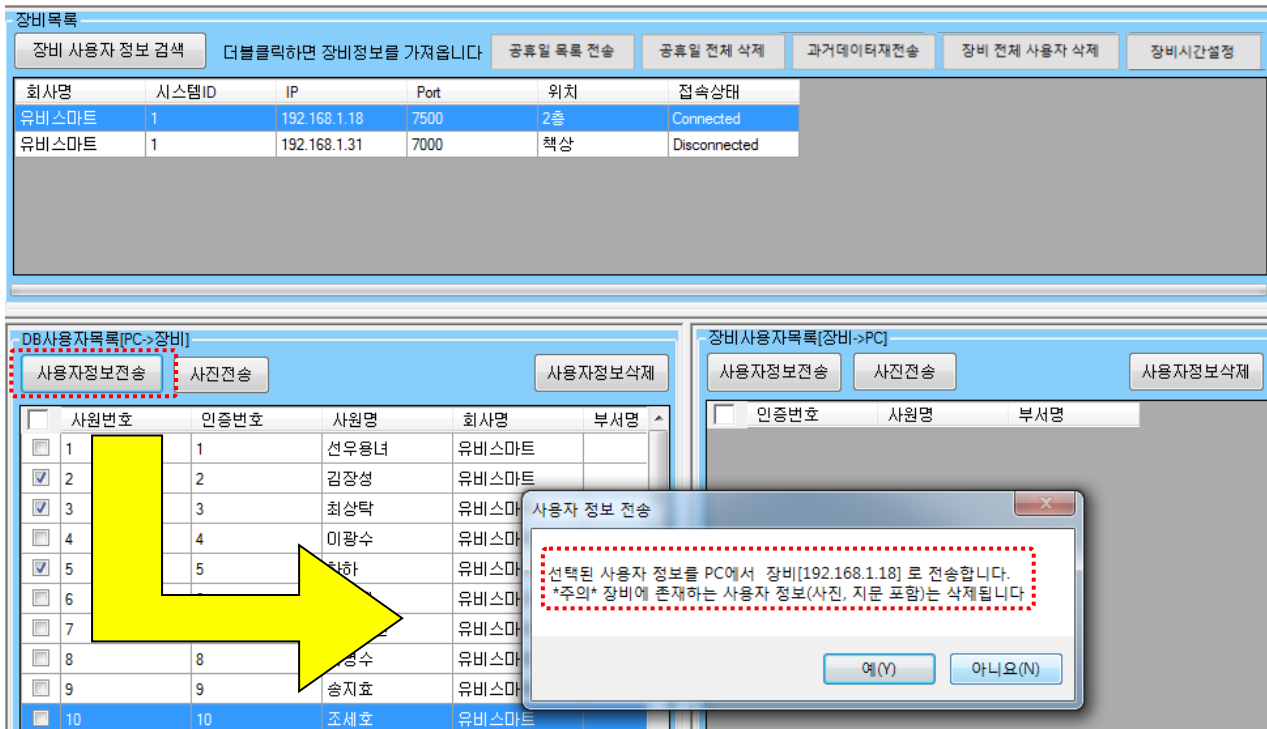 장비목록
장비 사용자 정보 검색 더블클릭하면 장비정보를 가져옵니다 공휴일 목록 전송 공휴일 전체 삭제 과거데이터재전송 장비 전체 사용자 삭제 장비시간설정
회사명 시스템ID IP Port 위치 접속상태
유비스마트 1 192.168.1.18 7500 2층 Connected
유비스마트 1 192.168.1.31 7000 책상 Disconnected
DB사용자목록[PC->장비]
사용자정보전송 사진전송 사용자정보삭제
사원번호 인증번호 사원명 회사명 부서명
1 1 선우용녀 유비스마트
2 2 김장성 유비스마트
3 3 최상탁 유비스마
4 4 이광수 유비스마
5 5 유비스마
6 유비스마
7 유비스마
8 8 유비스마
9 9 송지효 유비스마
10 10 조세호 유비스마트
장비사용자목록[장비->PC]
사용자정보전송 사진전송 사용자정보삭제
인증번호 사원명 부서명
사용자 정보 전송
선택된 사용자 정보를 PC에서 장비[192.168.1.18] 로 전송합니다.
*주의* 장비에 존재하는 사용자 정보(사진, 지문 포함)는 삭제됩니다
예(Y) 아니요(N)